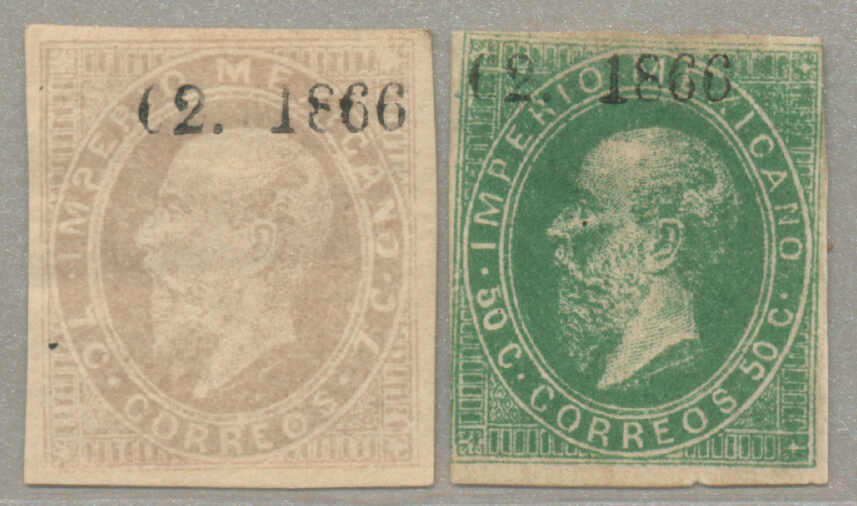 62. 1866
IMPERIO MEXICANO
7 C. CORREOS. 7 C.
62. 1866
IMPERIO MEXICANO
50 C. CORREOS 50 C.